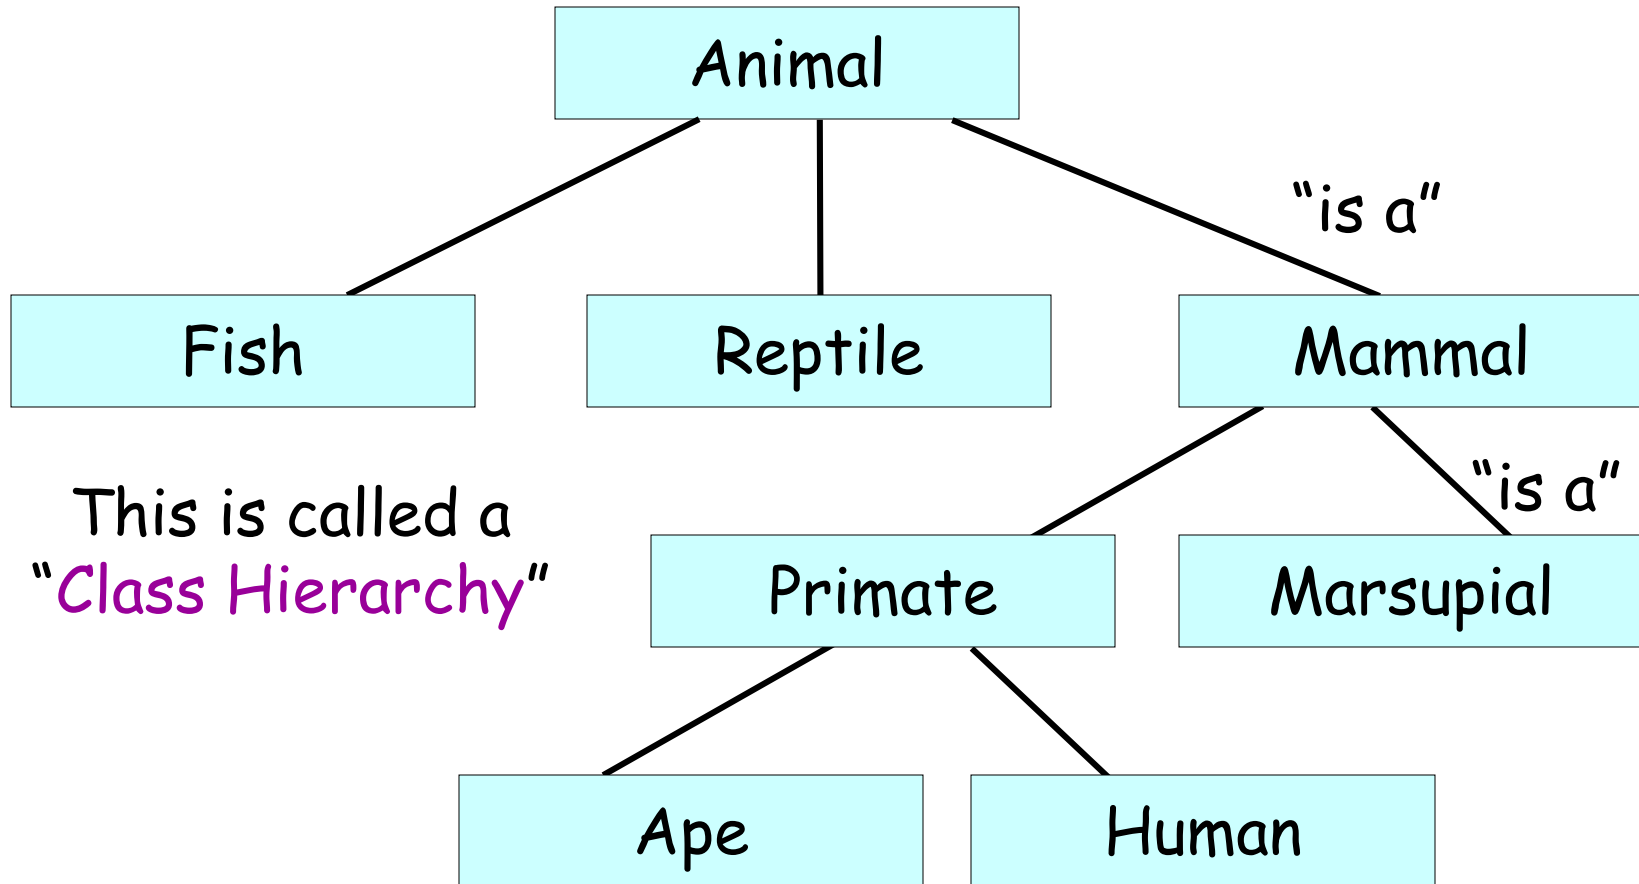 Animal
“is a”
Fish
Reptile
Mammal
“is a”
This is called a
“Class Hierarchy”
Primate
Marsupial
Ape
Human